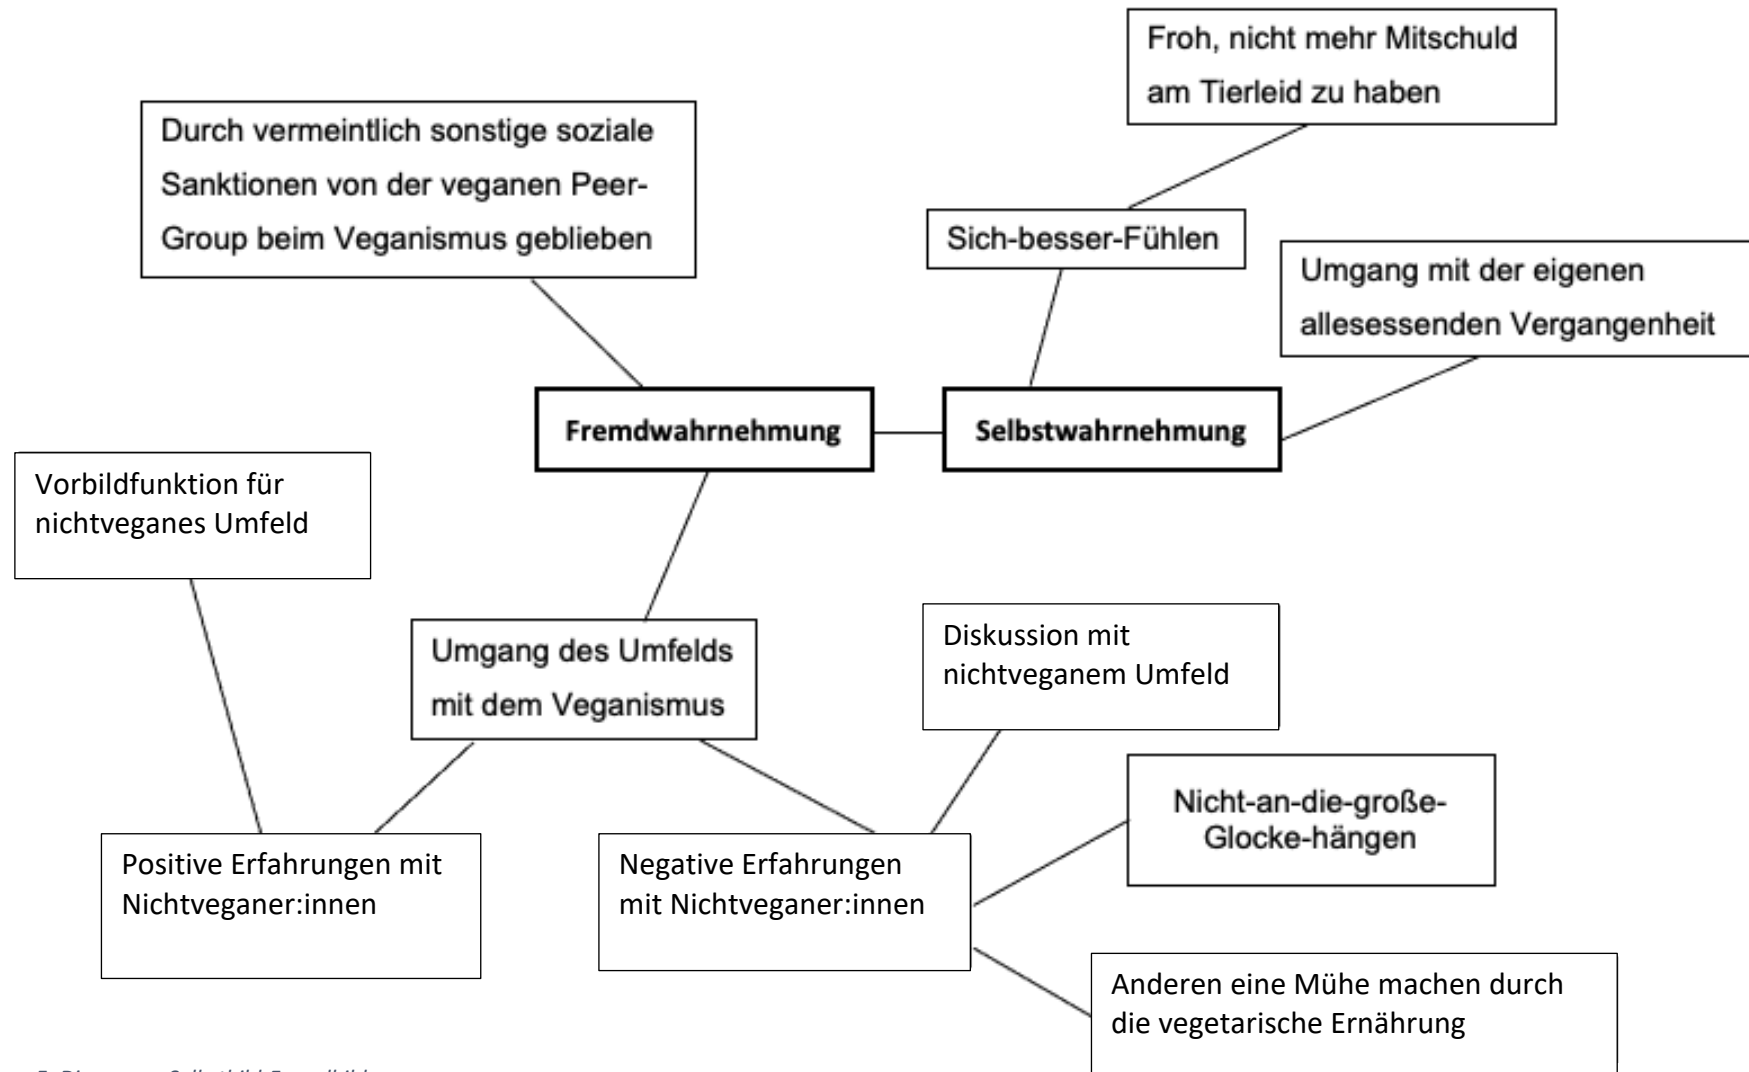 Froh, nicht mehr Mitschuld
am Tierleid zu haben
Durch vermeintlich sonstige soziale
Sanktionen von der veganen Peer-
Group beim Veganismus geblieben
Sich-besser-Fühlen
Umgang mit der eigenen
allesessenden Vergangenheit
Fremdwahrnehmung
Selbstwahrnehmung
Vorbildfunktion für
nichtveganes Umfeld
Umgang des Umfelds
mit dem Veganismus
Diskussion mit
nichtveganem Umfeld
Nicht-an-die-große-
Glocke-hängen
Positive Erfahrungen mit
Nichtveganer:innen
Negative Erfahrungen
mit Nichtveganer:innen
Anderen eine Mühe machen durch
die vegetarische Ernährung